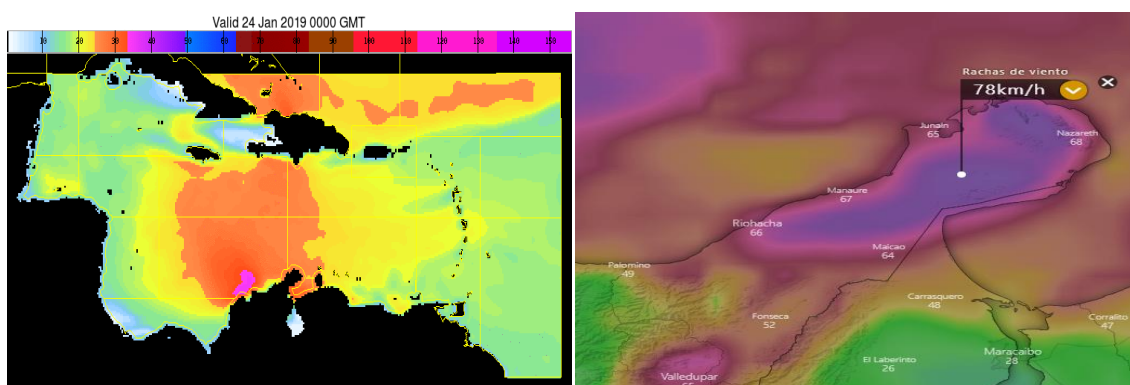 Valid 24 Jan 2019 0000 GMT
10 20 30 40 50 60 70 80 90 100 110 120 130 140 150
Rachas de viento
78km/h
Junain
65
Nazareth
68
Manaure
67
Riohacha
66
Maicao
64
Palomino
49
Carrasquero
48
Fonseca
52
Corralito
47
Maracaibo
28
El Laberinto
26
Valledupar